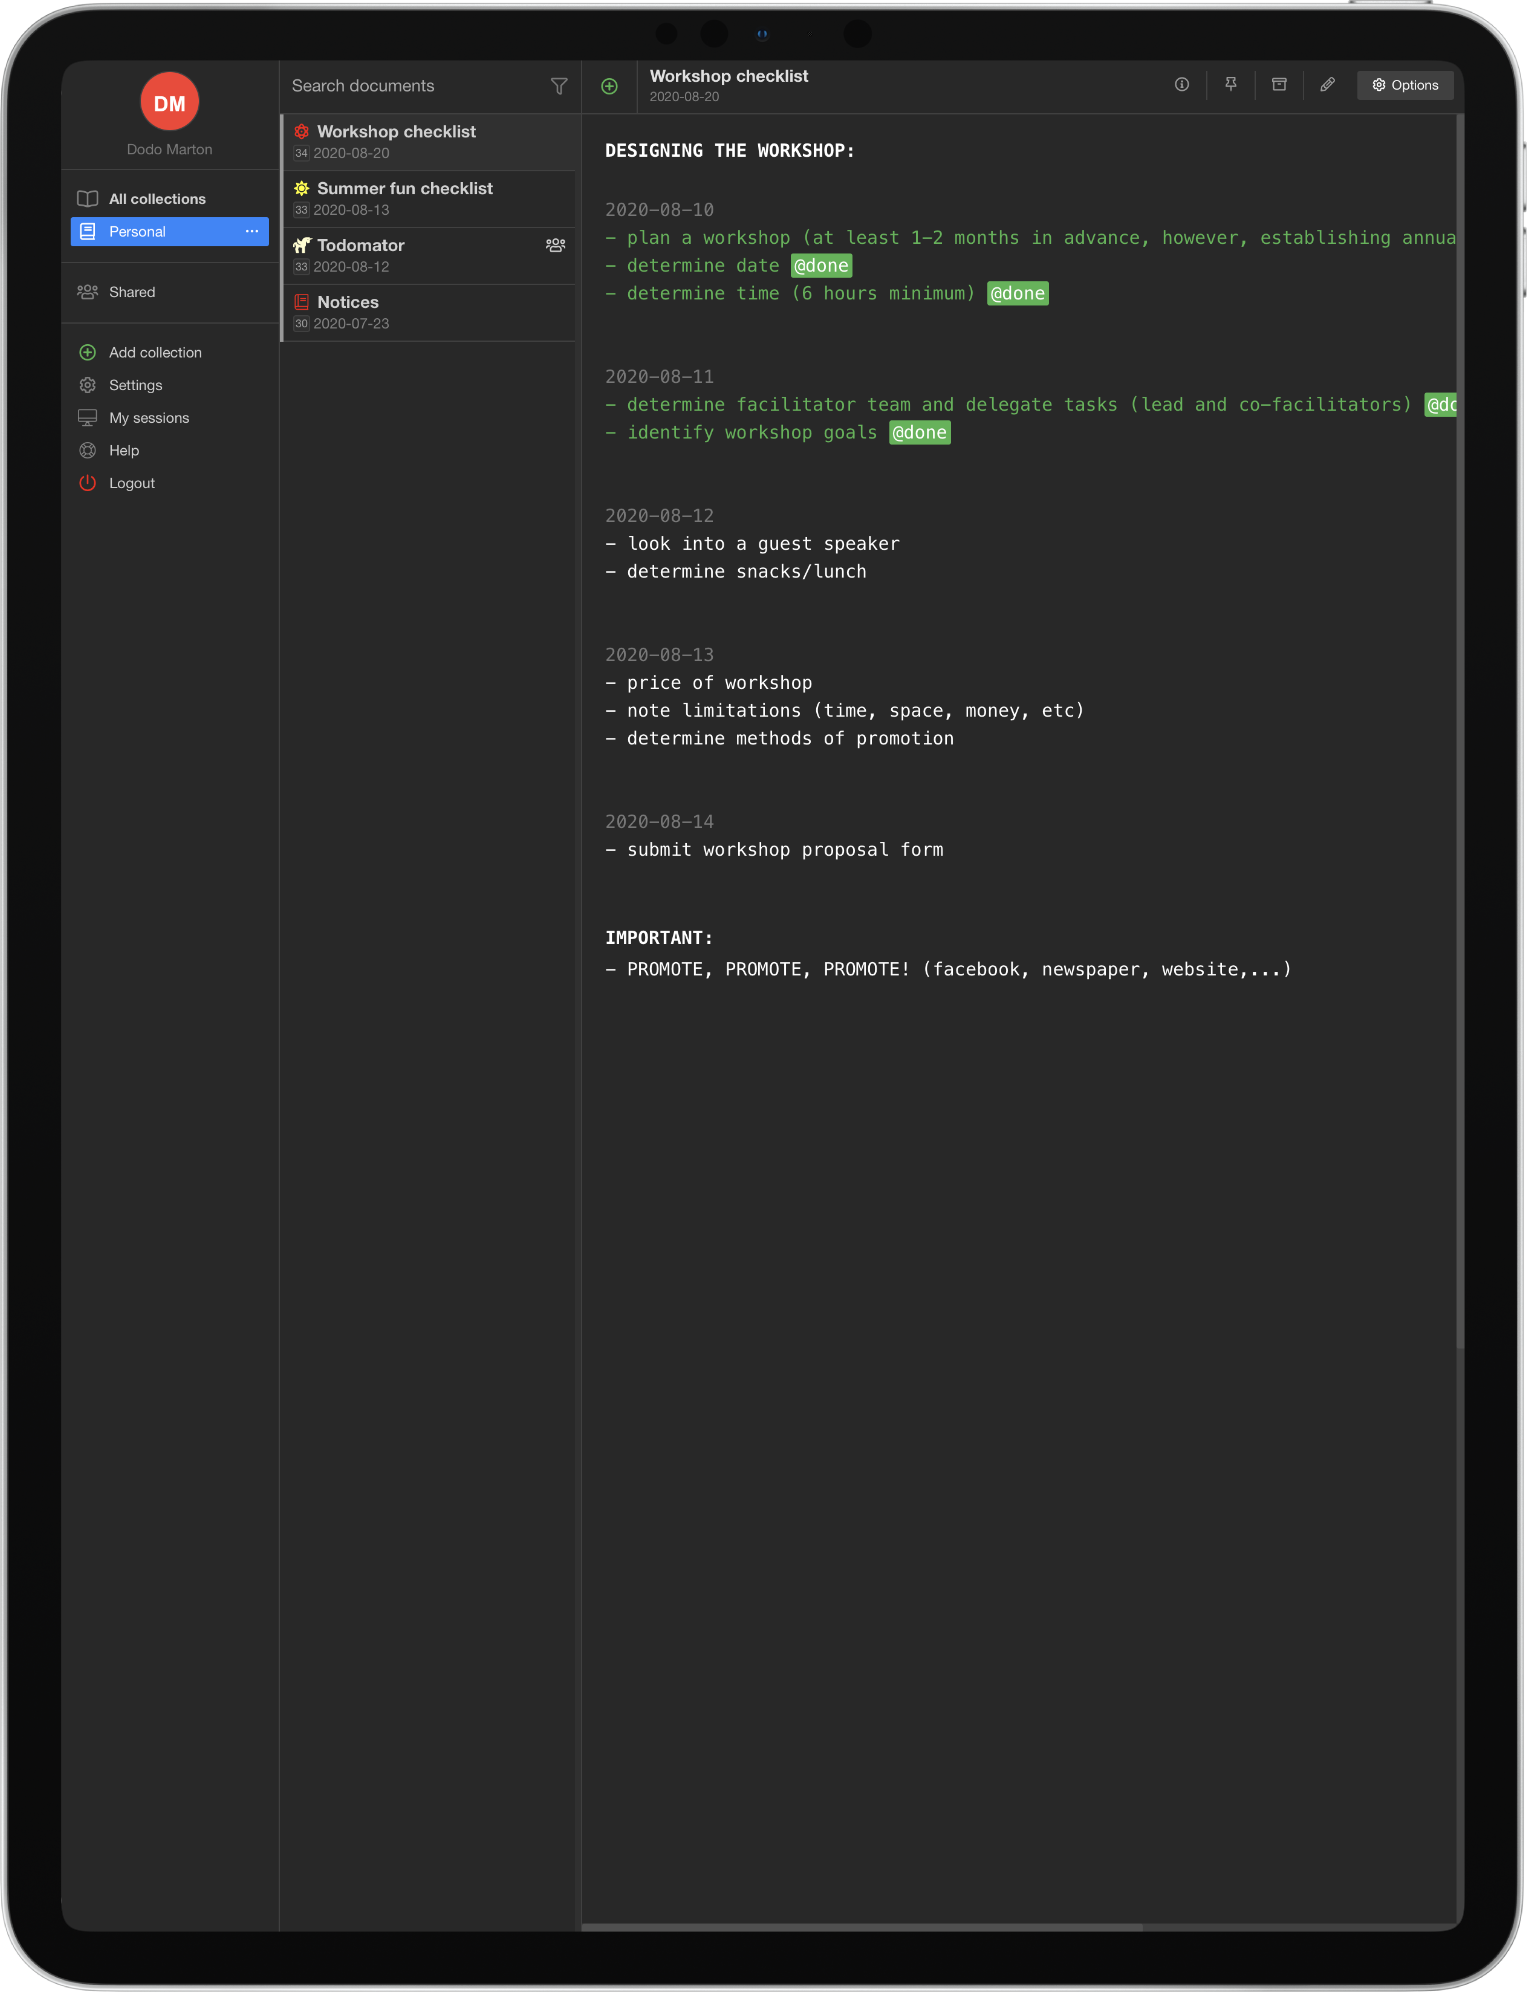 DM
Dodo Marton
All collections
Personal
Shared
Add collection
Settings
My sessions
Help
Logout
Search documents
Workshop checklist
34 2020-08-20
Summer fun checklist
33 2020-08-13
Todomator
33 2020-08-12
Notices
30 2020-07-23
Workshop checklist
2020-08-20
Options
DESIGNING THE WORKSHOP:
2020-08-10
- plan a workshop (at least 1-2 months in advance, however, establishing annua
- determine date @done
- determine time (6 hours minimum) @done
2020-08-11
- determine facilitator team and delegate tasks (lead and co-facilitators) @do
- identify workshop goals @done
2020-08-12
- look into a guest speaker
- determine snacks/lunch
2020-08-13
- price of workshop
- note limitations (time, space, money, etc)
- determine methods of promotion
2020-08-14
- submit workshop proposal form
IMPORTANT:
- PROMOTE, PROMOTE, PROMOTE! (facebook, newspaper, website,...)